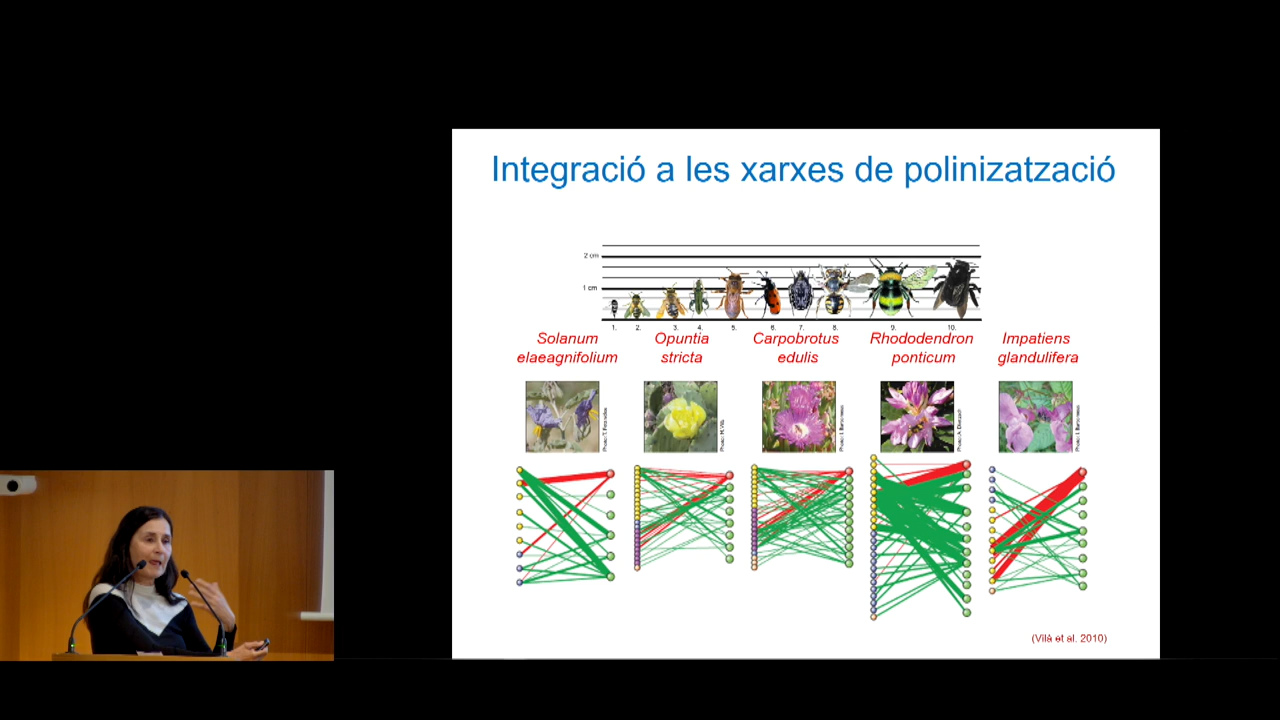 Integració a les xarxes de polinizatzació
2 cm
1 cm
1. 2. 3. 4. 5. 6. 7. 8. 9. 10.
Solanum
elaeagnifolium
Opuntia
stricta
Carpobrotus
edulis
Rhododendron
ponticum
Impatiens
glandulifera
(Vilà et al. 2010)